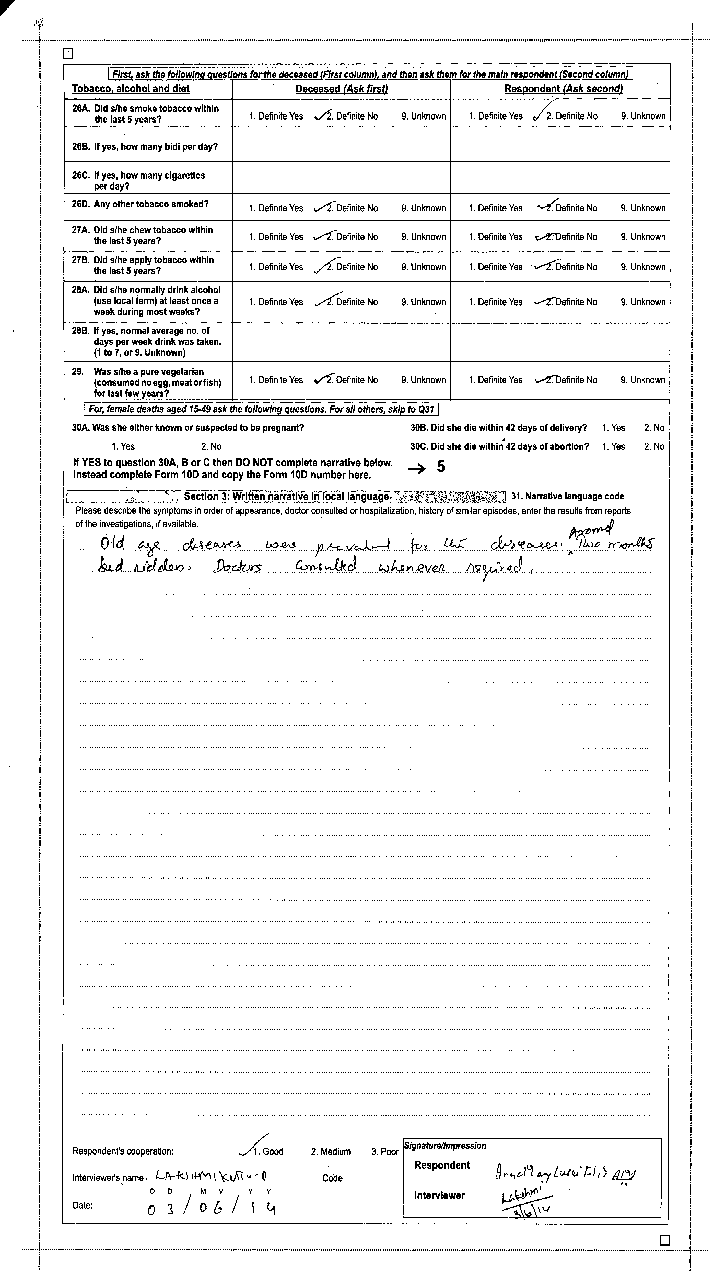 First, ask the following questions for the deceased (First column), and then ask them for the main respondent (Second column)
Tobacco, alcohol and diet Deceased (Ask first) Respondent (Ask second)
26A. Did s/he smoke tobacco within the last 5 years? 1. Definite Yes 2. Definite No 9. Unknown 1. Definite Yes 2. Definite No 9. Unknown
26B. If yes, how many bidi per day?
26C. If yes, how many cigarettes per day?
26D. Any other tobacco smoked? 1. Definite Yes 2. Definite No 9. Unknown 1. Definite Yes 2. Definite No 9. Unknown
27A. Did s/he chew tobacco within the last 5 years? 1. Definite Yes 2. Definite No 9. Unknown 1. Definite Yes 2. Definite No 9. Unknown
27B. Did s/he apply tobacco within the last 5 years? 1. Definite Yes 2. Definite No 9. Unknown 1. Definite Yes 2. Definite No 9. Unknown
28A. Did s/he normally drink alcohol (use local term) at least once a week during most weeks? 1. Definite Yes 2. Definite No 9. Unknown 1. Definite Yes 2. Definite No 9. Unknown
28B. If yes, normal average no. of days per week drink was taken. (1 to 7, or 9. Unknown)
29. Was s/he a pure vegetarian (consumed no egg, meat or fish) for last few years? 1. Definite Yes 2. Definite No 9. Unknown 1. Definite Yes 2. Definite No 9. Unknown
For, female deaths aged 15-49 ask the following questions. For all others, skip to Q31
30A. Was she either known or suspected to be pregnant? 30B. Did she die within 42 days of delivery? 1. Yes 2. No
1. Yes 2. No 30C. Did she die within 42 days of abortion? 1. Yes 2. No
If YES to question 30A, B or C then DO NOT complete narrative below.
Instead complete Form 10D and copy the Form 10D number here. → 5
Section 3: Written narrative in local language. 31. Narrative language code
Please describe the symptoms in order of appearance, doctor consulted or hospitalization, history of similar episodes, enter the results from reports
of the investigations, if available.
Old age diseases were prevalent for the disease. Two months
bed ridden. Doctors Consulted whenever required.
Respondent's cooperation: 1. Good 2. Medium 3. Poor
Signature/Impression
Respondent
Interviewer's name: Code
Interviewer Lakshmi
3/6/14
D D M Y Y
Date: 03/06/14